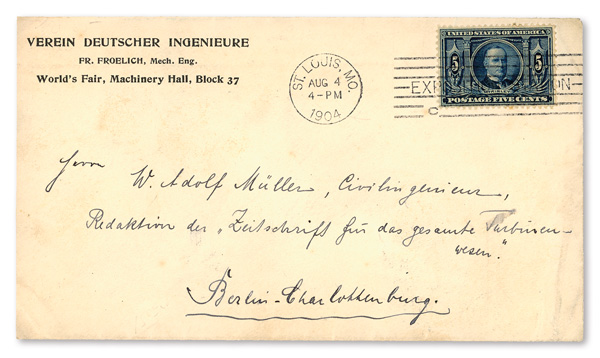 VEREIN DEUTSCHER INGENIEURE
FR. FROELICH, Mech. Eng.
World's Fair, Machinery Hall, Block 37
ST. LOUIS, MO.
AUG 4
4-PM
1904
UNITED STATES OF AMERICA
5 5
POSTAGE FIVE CENTS
Herrn
W. Adolf Müller, Civilingenieur,
Redaktion der „Zeitschrift für das gesamte Turbinen-
wesen."
Berlin-Charlottenburg.